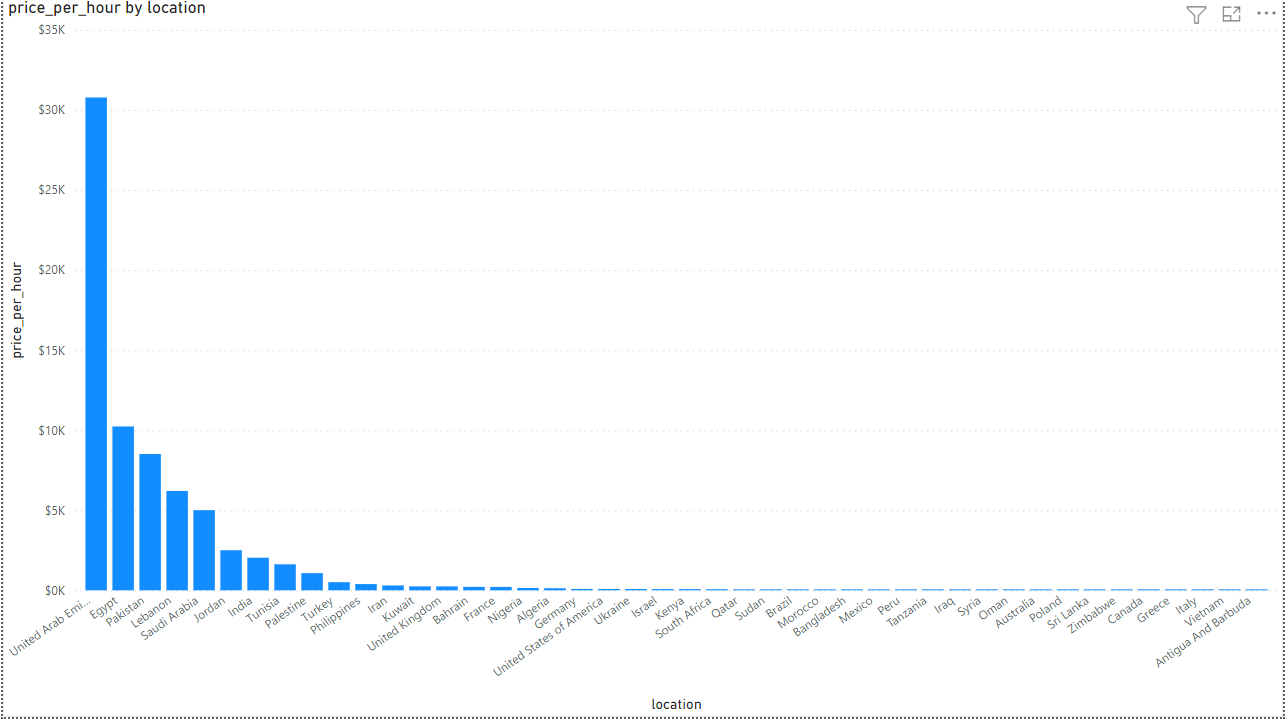 price_per_hour by location
$35K
$30K
$25K
$20K
$15K
$10K
$5K
$0K
price_per_hour
United Arab Emi...
Egypt
Pakistan
Lebanon
Saudi Arabia
Jordan
India
Tunisia
Palestine
Turkey
Philippines
Iran
Kuwait
United Kingdom
Bahrain
France
Nigeria
Algeria
Germany
United States of America
Ukraine
Israel
Kenya
South Africa
Qatar
Sudan
Brazil
Morocco
Bangladesh
Mexico
Peru
Tanzania
Iraq
Syria
Oman
Australia
Poland
Sri Lanka
Zimbabwe
Canada
Greece
Italy
Vietnam
Antigua And Barbuda
location